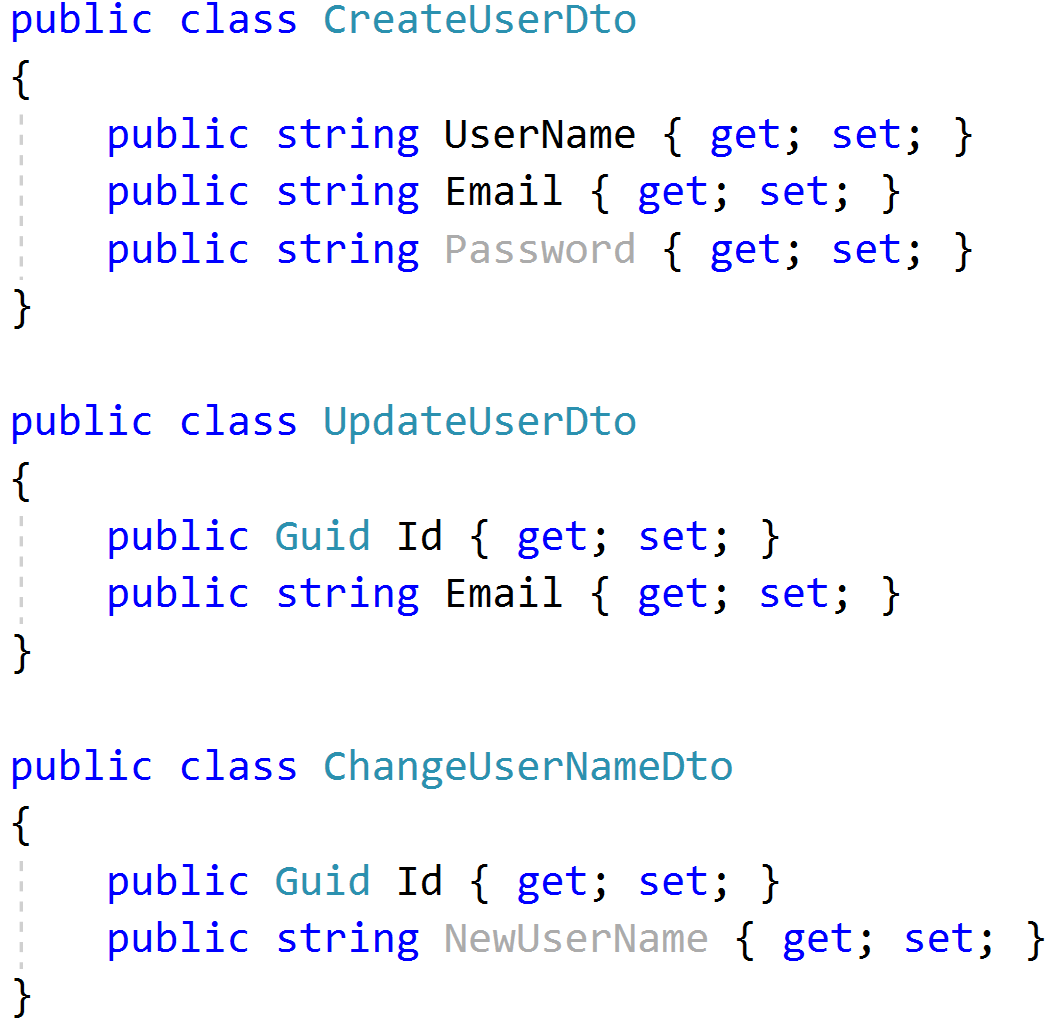 public class CreateUserDto
{
    public string UserName { get; set; }
    public string Email { get; set; }
    public string Password { get; set; }
}

public class UpdateUserDto
{
    public Guid Id { get; set; }
    public string Email { get; set; }
}

public class ChangeUserNameDto
{
    public Guid Id { get; set; }
    public string NewUserName { get; set; }
}